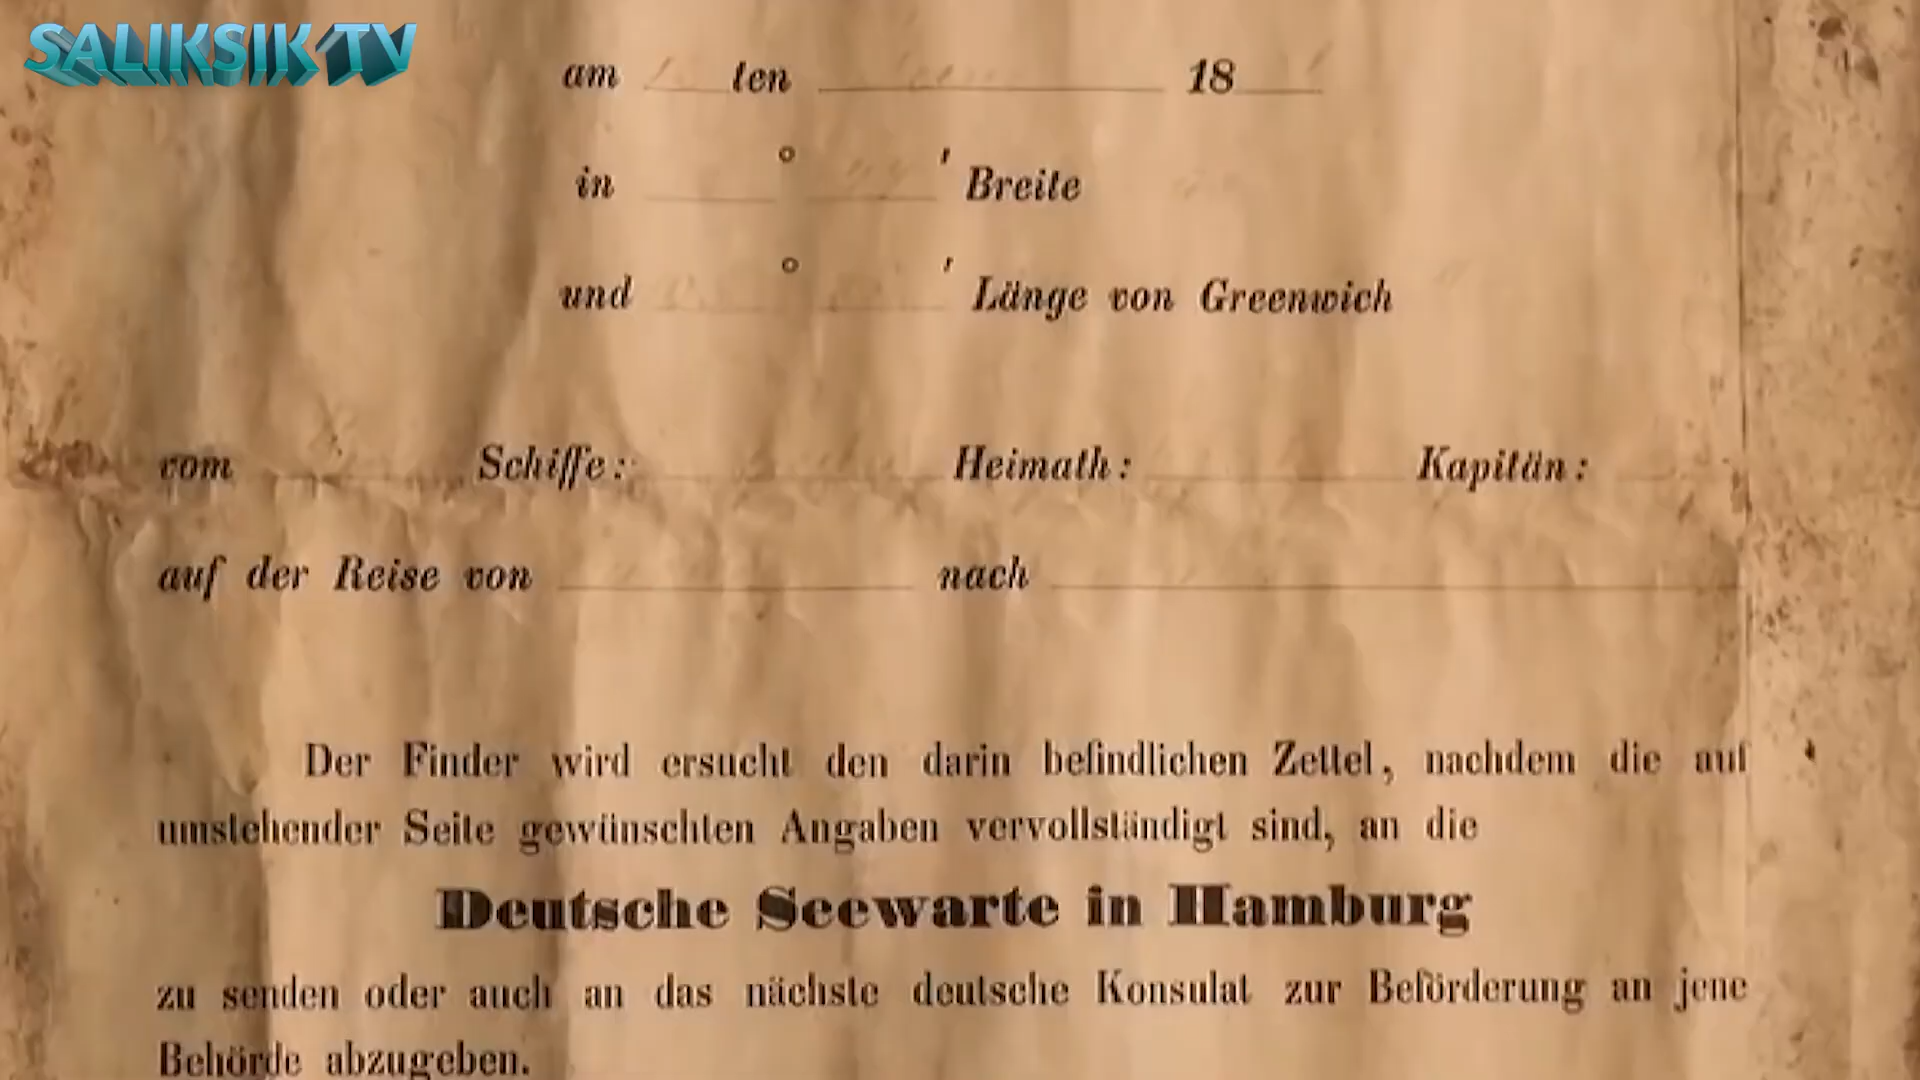 SALIKSIK TV
am ten 18
in ° ' Breite
und ° ' Länge von Greenwich
vom Schiffe: Heimath: Kapitän:
auf der Reise von nach
Der Finder wird ersucht den darin befindlichen Zettel, nachdem die auf
umstehender Seite gewünschten Angaben vervollständigt sind, an die
Deutsche Seewarte in Hamburg
zu senden oder auch an das nächste deutsche Konsulat zur Beförderung an jene
Behörde abzugeben.